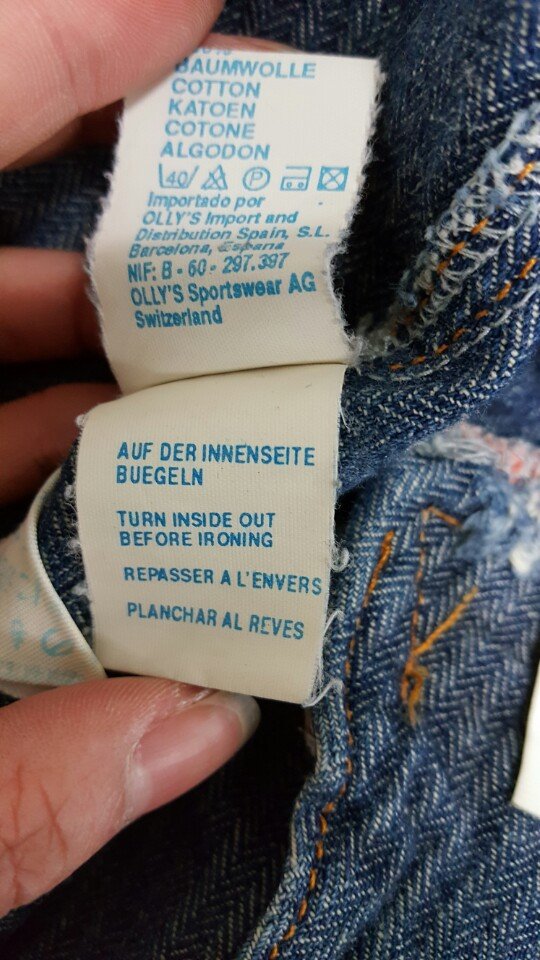 BAUMWOLLE
COTTON
KATOEN
COTONE
ALGODON
40
P
Importado por
OLLY'S Import and
Distribution Spain, S.L.
Barcelona, España
NIF: B - 60 - 297.397
OLLY'S Sportswear AG
Switzerland
AUF DER INNENSEITE
BUEGELN
TURN INSIDE OUT
BEFORE IRONING
REPASSER A L'ENVERS
PLANCHAR AL REVES